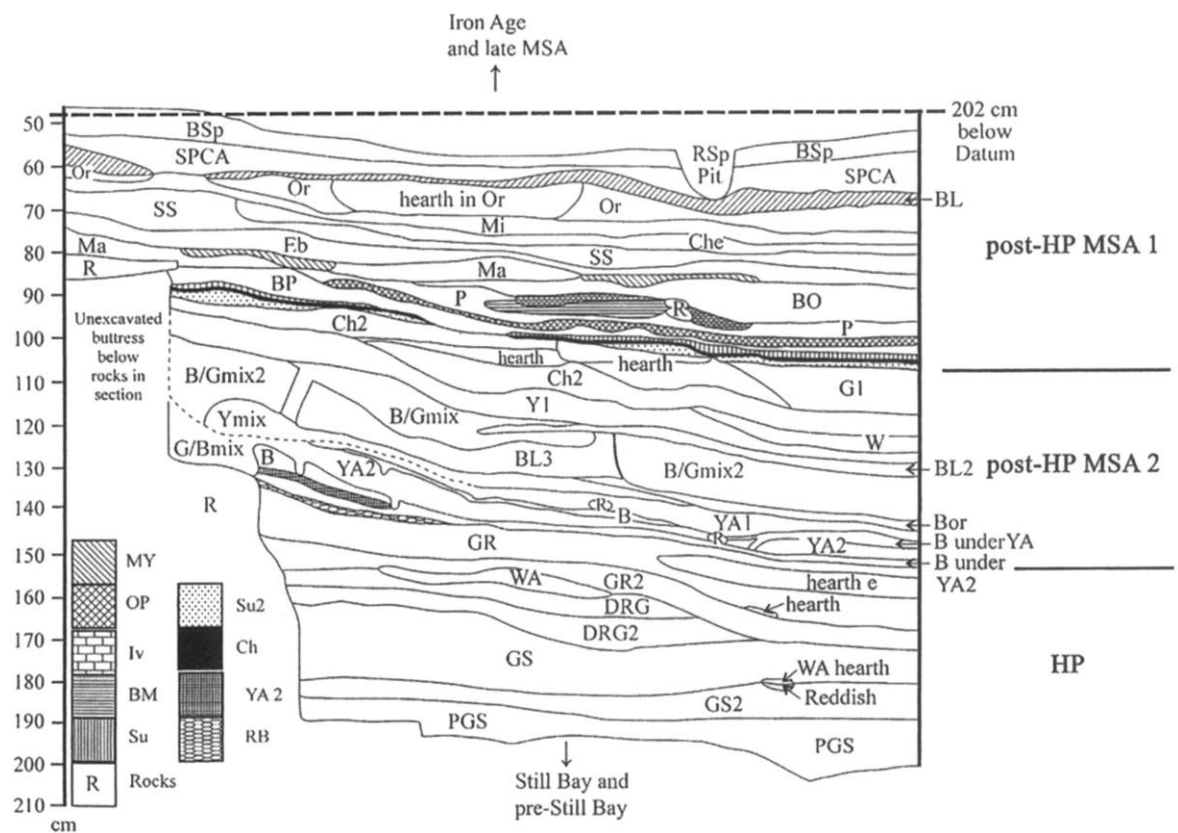 Iron Age
and late MSA
↑
202 cm
below
Datum
50
60
70
80
90
100
110
120
130
140
150
160
170
180
190
200
210
cm
BSp
RSp
Pit
BSp
SPCA
SPCA
Or
Or
hearth in Or
Or
BL
SS
Mi
Che
post-HP MSA 1
Ma
Eb
SS
R
Ma
BP
P
R
BO
P
Unexcavated
buttress
below
rocks in
section
Ch2
hearth
hearth
Ch2
G1
B/Gmix2
Y1
B/Gmix
Ymix
W
G/Bmix
B
YA2
BL3
B/Gmix2
BL2
post-HP MSA 2
R
R
B
YA1
Bor
R
YA2
B underYA
GR
B under
YA2
hearth e
WA
GR2
hearth
DRG
DRG2
GS
WA hearth
Reddish
HP
GS2
PGS
PGS
MY
OP
Su2
Iv
Ch
BM
YA 2
Su
RB
R
Rocks
↓
Still Bay and
pre-Still Bay